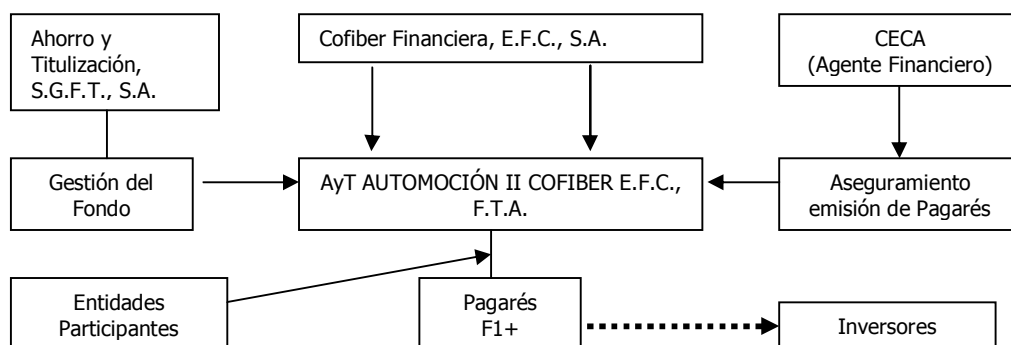 Ahorro y
Titulización,
S.G.F.T., S.A.
Cofiber Financiera, E.F.C., S.A.
CECA
(Agente Financiero)
Gestión del
Fondo
AyT AUTOMOCIÓN II COFIBER E.F.C.,
F.T.A.
Aseguramiento
emisión de Pagarés
Entidades
Participantes
Pagarés
F1+
Inversores